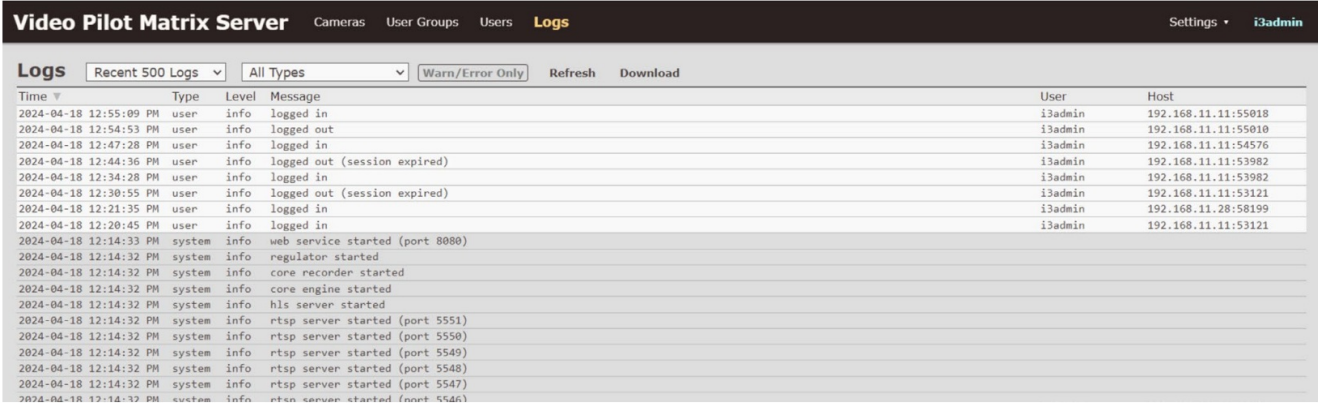 Video Pilot Matrix Server Cameras User Groups Users Logs Settings ▾ i3admin
Logs Recent 500 Logs All Types Warn/Error Only Refresh Download
Time ▼ Type Level Message User Host
2024-04-18 12:55:09 PM user info logged in i3admin 192.168.11.11:55018
2024-04-18 12:54:53 PM user info logged out i3admin 192.168.11.11:55010
2024-04-18 12:47:28 PM user info logged in i3admin 192.168.11.11:54576
2024-04-18 12:44:36 PM user info logged out (session expired) i3admin 192.168.11.11:53982
2024-04-18 12:34:28 PM user info logged in i3admin 192.168.11.11:53982
2024-04-18 12:30:55 PM user info logged out (session expired) i3admin 192.168.11.11:53121
2024-04-18 12:21:35 PM user info logged in i3admin 192.168.11.28:58199
2024-04-18 12:20:45 PM user info logged in i3admin 192.168.11.11:53121
2024-04-18 12:14:33 PM system info web service started (port 8080)
2024-04-18 12:14:32 PM system info regulator started
2024-04-18 12:14:32 PM system info core recorder started
2024-04-18 12:14:32 PM system info core engine started
2024-04-18 12:14:32 PM system info hls server started
2024-04-18 12:14:32 PM system info rtsp server started (port 5551)
2024-04-18 12:14:32 PM system info rtsp server started (port 5550)
2024-04-18 12:14:32 PM system info rtsp server started (port 5549)
2024-04-18 12:14:32 PM system info rtsp server started (port 5548)
2024-04-18 12:14:32 PM system info rtsp server started (port 5547)
2024-04-18 12:14:32 PM system info rtsp server started (port 5546)